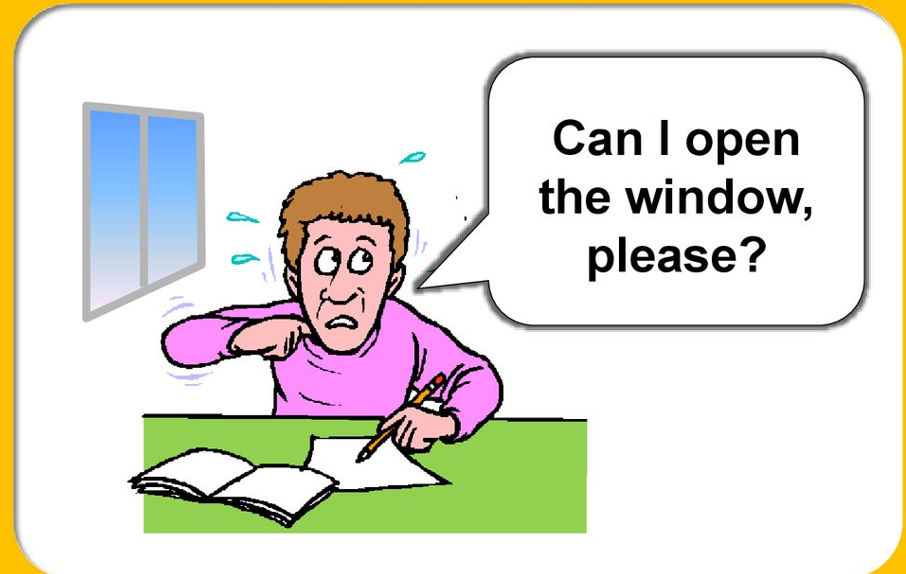 Can I open
the window,
please?